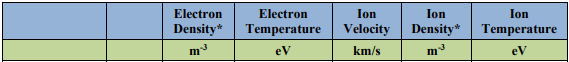 Electron Electron Ion Ion Ion
Density* Temperature Velocity Density* Temperature
m-3 eV km/s m-3 eV